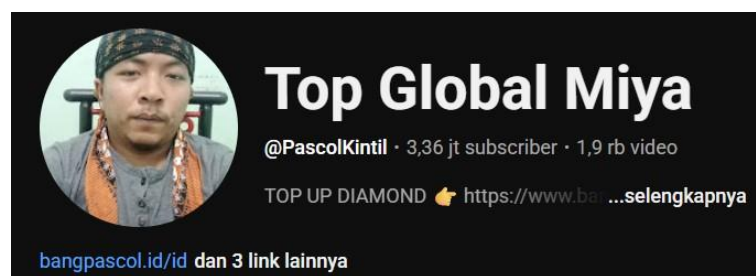 Top Global Miya
@PascolKintil · 3,36 jt subscriber · 1,9 rb video
TOP UP DIAMOND 👉 https://www.ba ...selengkapnya
bangpascol.id/id dan 3 link lainnya